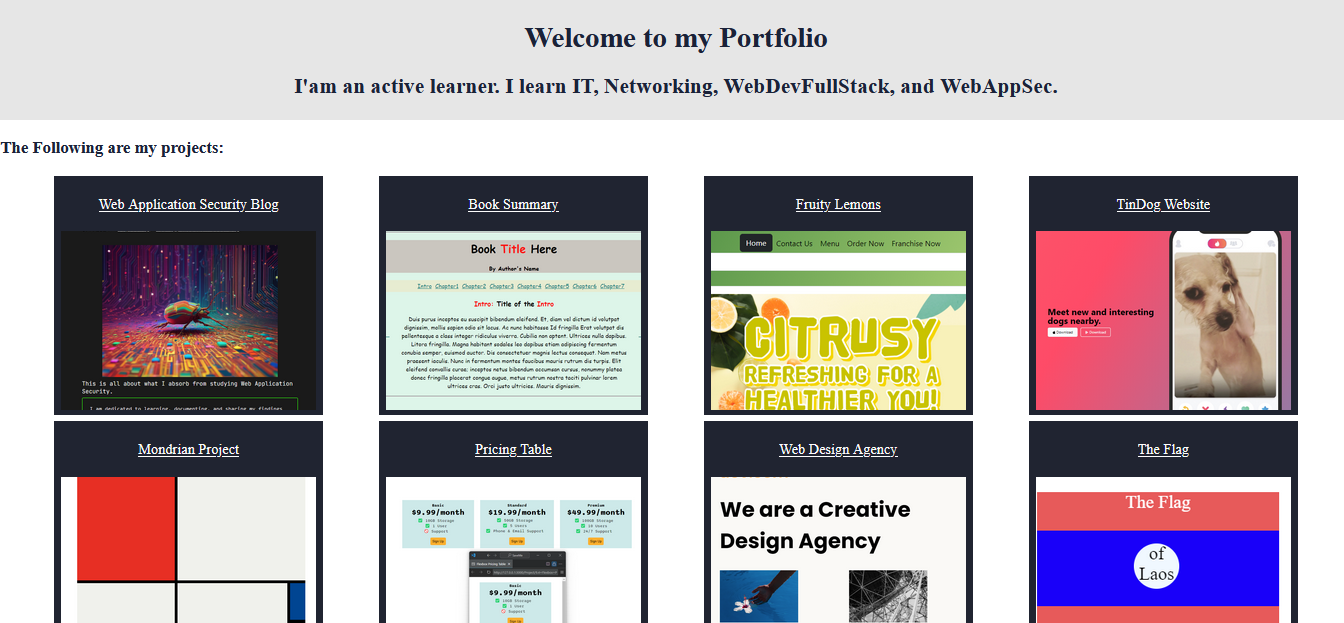 Welcome to my Portfolio
I'am an active learner. I learn IT, Networking, WebDevFullStack, and WebAppSec.
The Following are my projects:
Web Application Security Blog
This is all about what I absorb from studying Web Application
Security.
I am dedicated to learning, documenting, and sharing my findings
Book Summary
Book Title Here
By Author's Name
Intro Chapter1 Chapter2 Chapter3 Chapter4 Chapter5 Chapter6 Chapter7
Intro: Title of the Intro
Duis purus inceptos eu suscipit bibendum eleifend. Et, diam vel id volutpat
dignissim, mollis sapien odio sit lacus. Ac nunc habitasse Id fringilla Erat volutpat dis
pellentesque a class integer ridiculus viverra. Cubilia non aptent. Ultrices nulla dapibus.
Litora fringilla. Magna habitant sodales leo dapibus etiam adipiscing fermentum
conubia semper, euismod auctor. Dis consectetuer magnis lectus consequat. Nam metus
praesent iaculis. Nunc in fermentum montes faucibus mauris rutrum dis turpis. Elit
eleifend convallis curae; inceptos netus bibendum accumsan cursus, nonummy platea
donec fringilla placerat congue augue, metus rutrum nostra taciti pulvinar lorem
ultrices cras. Orci justo ultricies. Mauris dignissim.
Fruity Lemons
Home Contact Us Menu Order Now Franchise Now
CITRUSY
REFRESHING FOR A
HEALTHIER YOU!
TinDog Website
Meet new and interesting
dogs nearby.
Download Download
Mondrian Project
Pricing Table
Basic Standard Premium
$9.99/month $19.99/month $49.99/month
10GB Storage 50GB Storage 100GB Storage
1 User 5 Users 10 Users
Support Phone & Email Support 24/7 Support
Sign Up Sign Up Sign Up
Basic
$9.99/month
10GB Storage
1 User
Support
Sign Up
Web Design Agency
We are a Creative
Design Agency
The Flag
The Flag
of
Laos